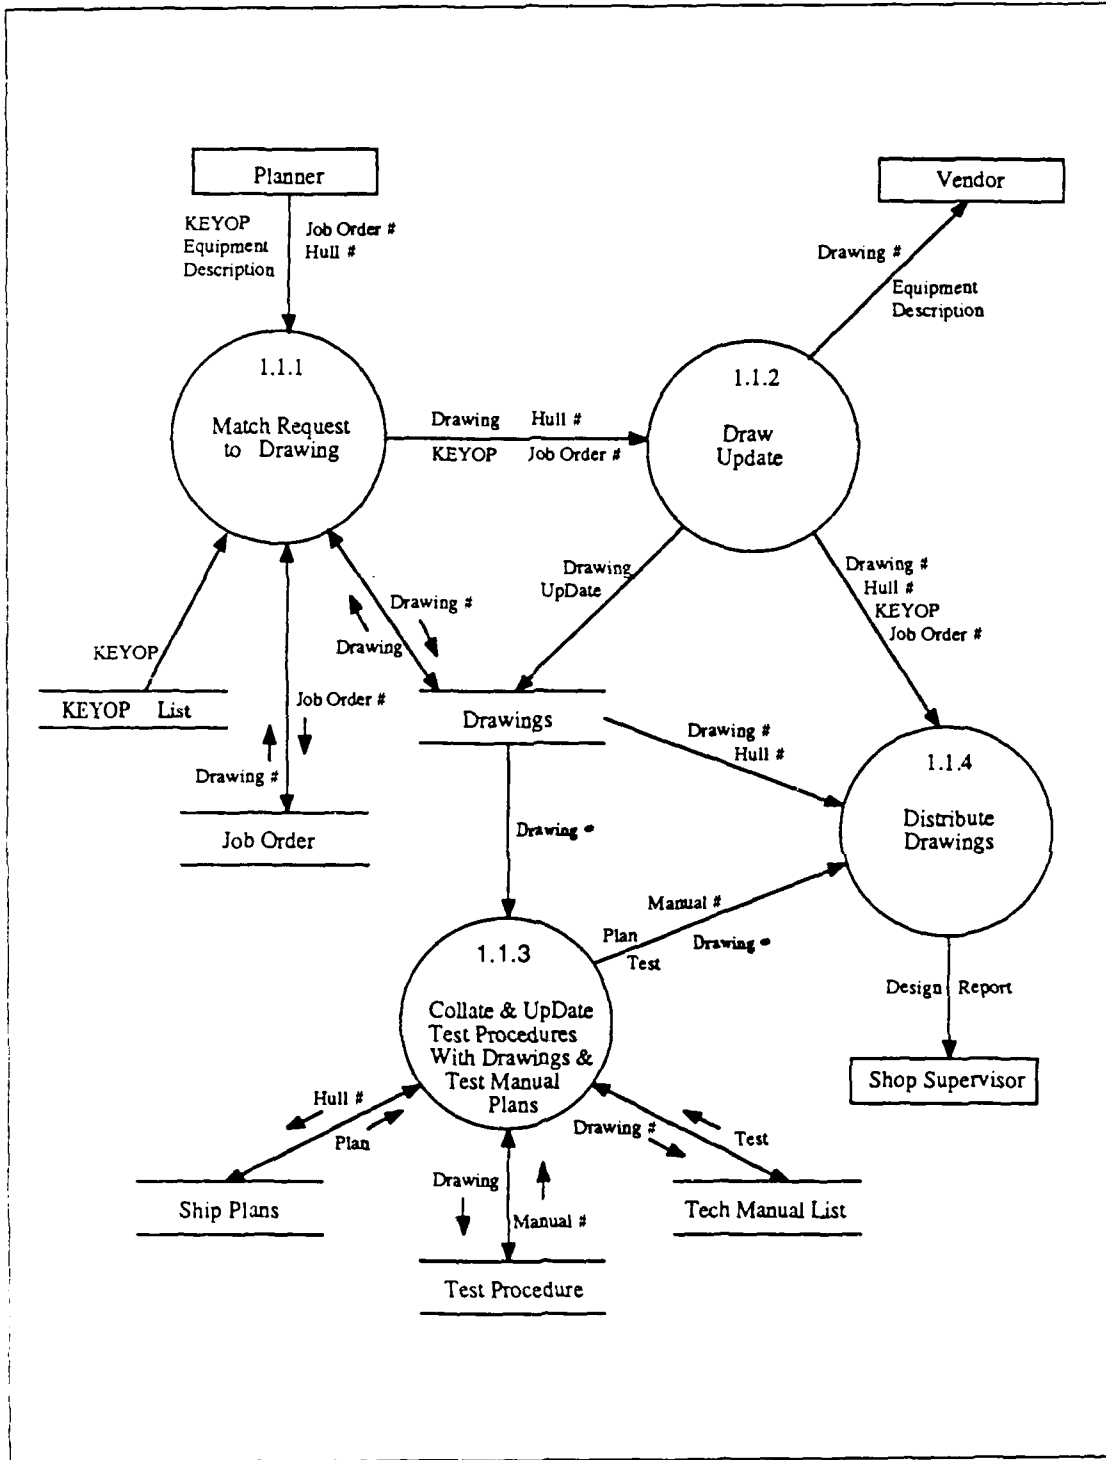 Planner
Vendor
KEYOP
Equipment
Description
Job Order #
Hull #
Drawing #
Equipment
Description
1.1.1
Match Request
to Drawing
Drawing Hull #
KEYOP Job Order #
1.1.2
Draw
Update
Drawing
UpDate
Drawing #
Hull #
KEYOP
Job Order #
Drawing #
Drawing
KEYOP
KEYOP List
Job Order #
Drawing #
Job Order
Drawings
Drawing #
Hull #
1.1.4
Distribute
Drawings
Drawing #
Manual #
Plan
Test
Drawing #
1.1.3
Collate & UpDate
Test Procedures
With Drawings &
Test Manual
Plans
Design Report
Shop Supervisor
Hull #
Plan
Drawing #
Test
Drawing
Manual #
Ship Plans
Tech Manual List
Test Procedure